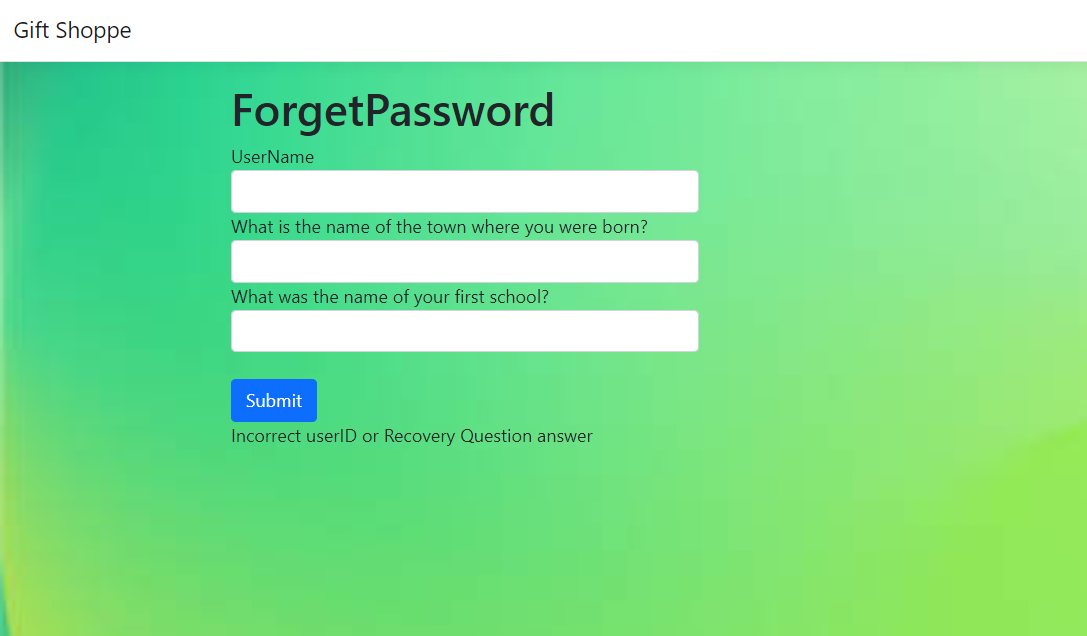 Gift Shoppe
ForgetPassword
UserName
What is the name of the town where you were born?
What was the name of your first school?
Submit
Incorrect userID or Recovery Question answer